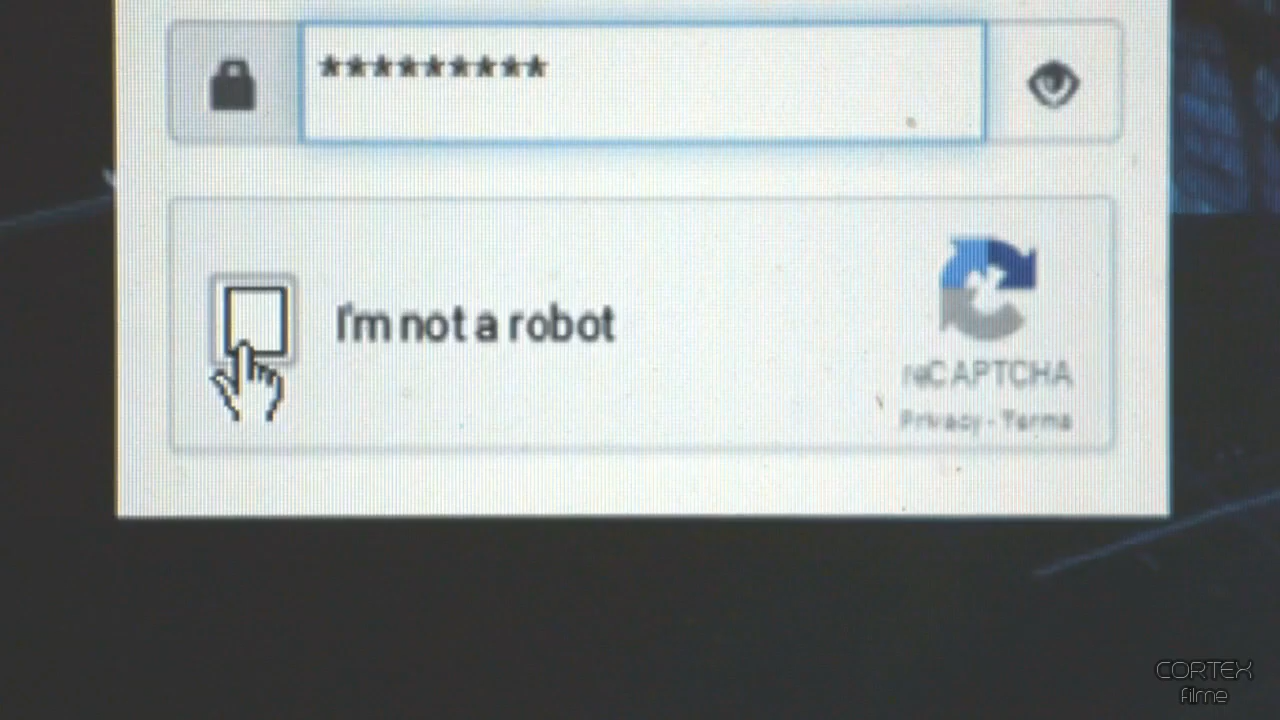 *********
I'm not a robot
reCAPTCHA
Privacy - Terms
CORTEX
filme